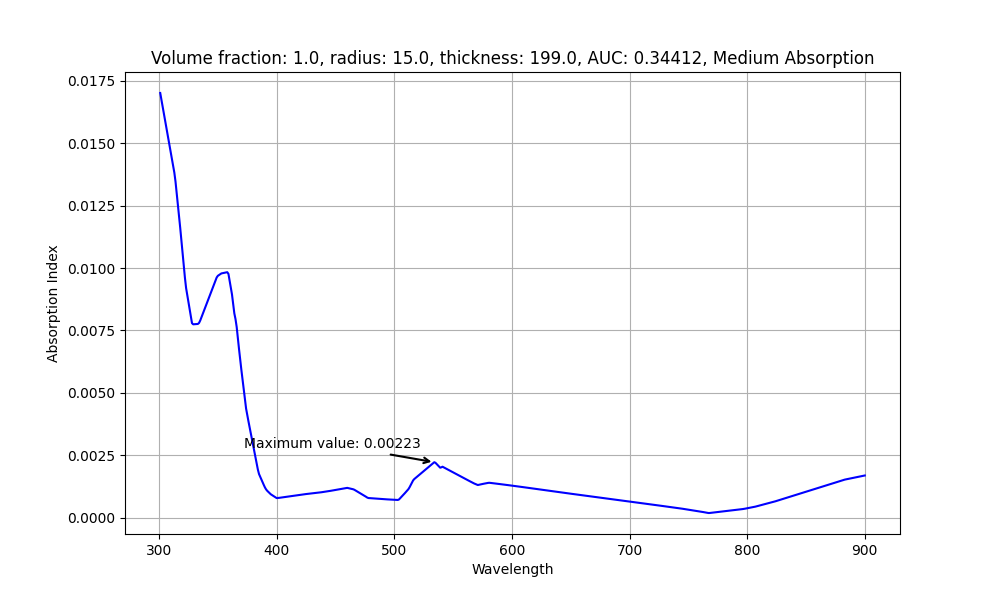 Volume fraction: 1.0, radius: 15.0, thickness: 199.0, AUC: 0.34412, Medium Absorption
0.0175
0.0150
0.0125
0.0100
0.0075
0.0050
0.0025
0.0000
Absorption Index
Maximum value: 0.00223
300 400 500 600 700 800 900
Wavelength